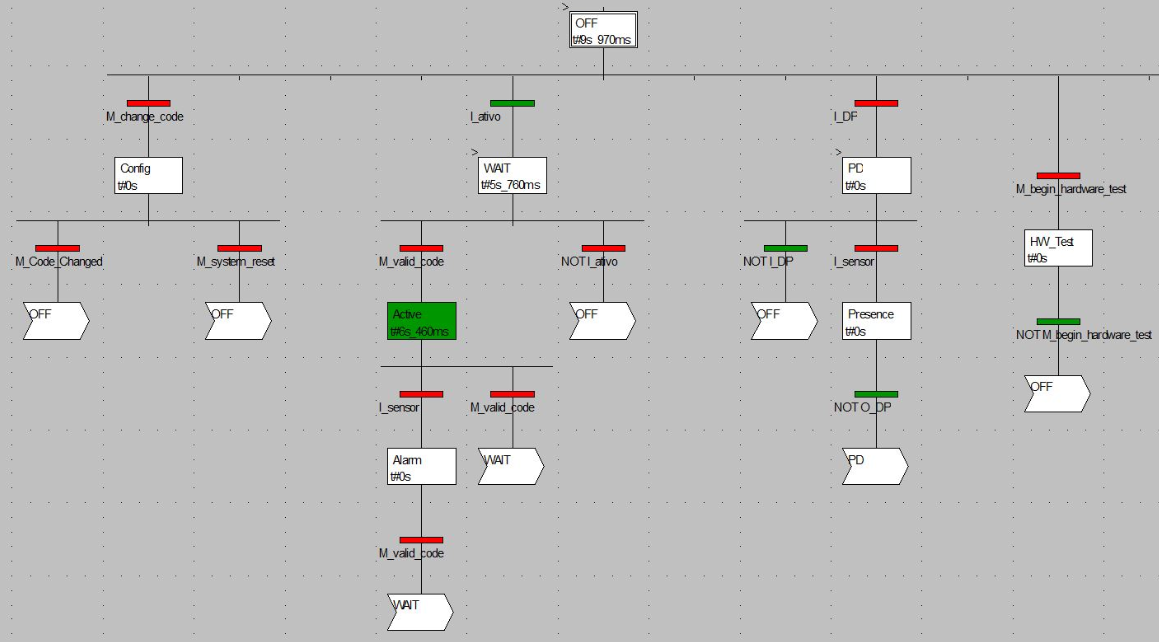 OFF
t#9s_970ms
M_change_code
I_ativo
I_DP
Config
t#0s
WAIT
t#5s_760ms
PD
t#0s
M_begin_hardware_test
M_Code_Changed
M_system_reset
M_valid_code
NOT I_ativo
NOT I_DP
I_sensor
HW_Test
t#0s
OFF
OFF
Active
t#6s_460ms
OFF
OFF
Presence
t#0s
NOT M_begin_hardware_test
I_sensor
M_valid_code
NOT O_DP
OFF
Alarm
t#0s
WAIT
PD
M_valid_code
WAIT